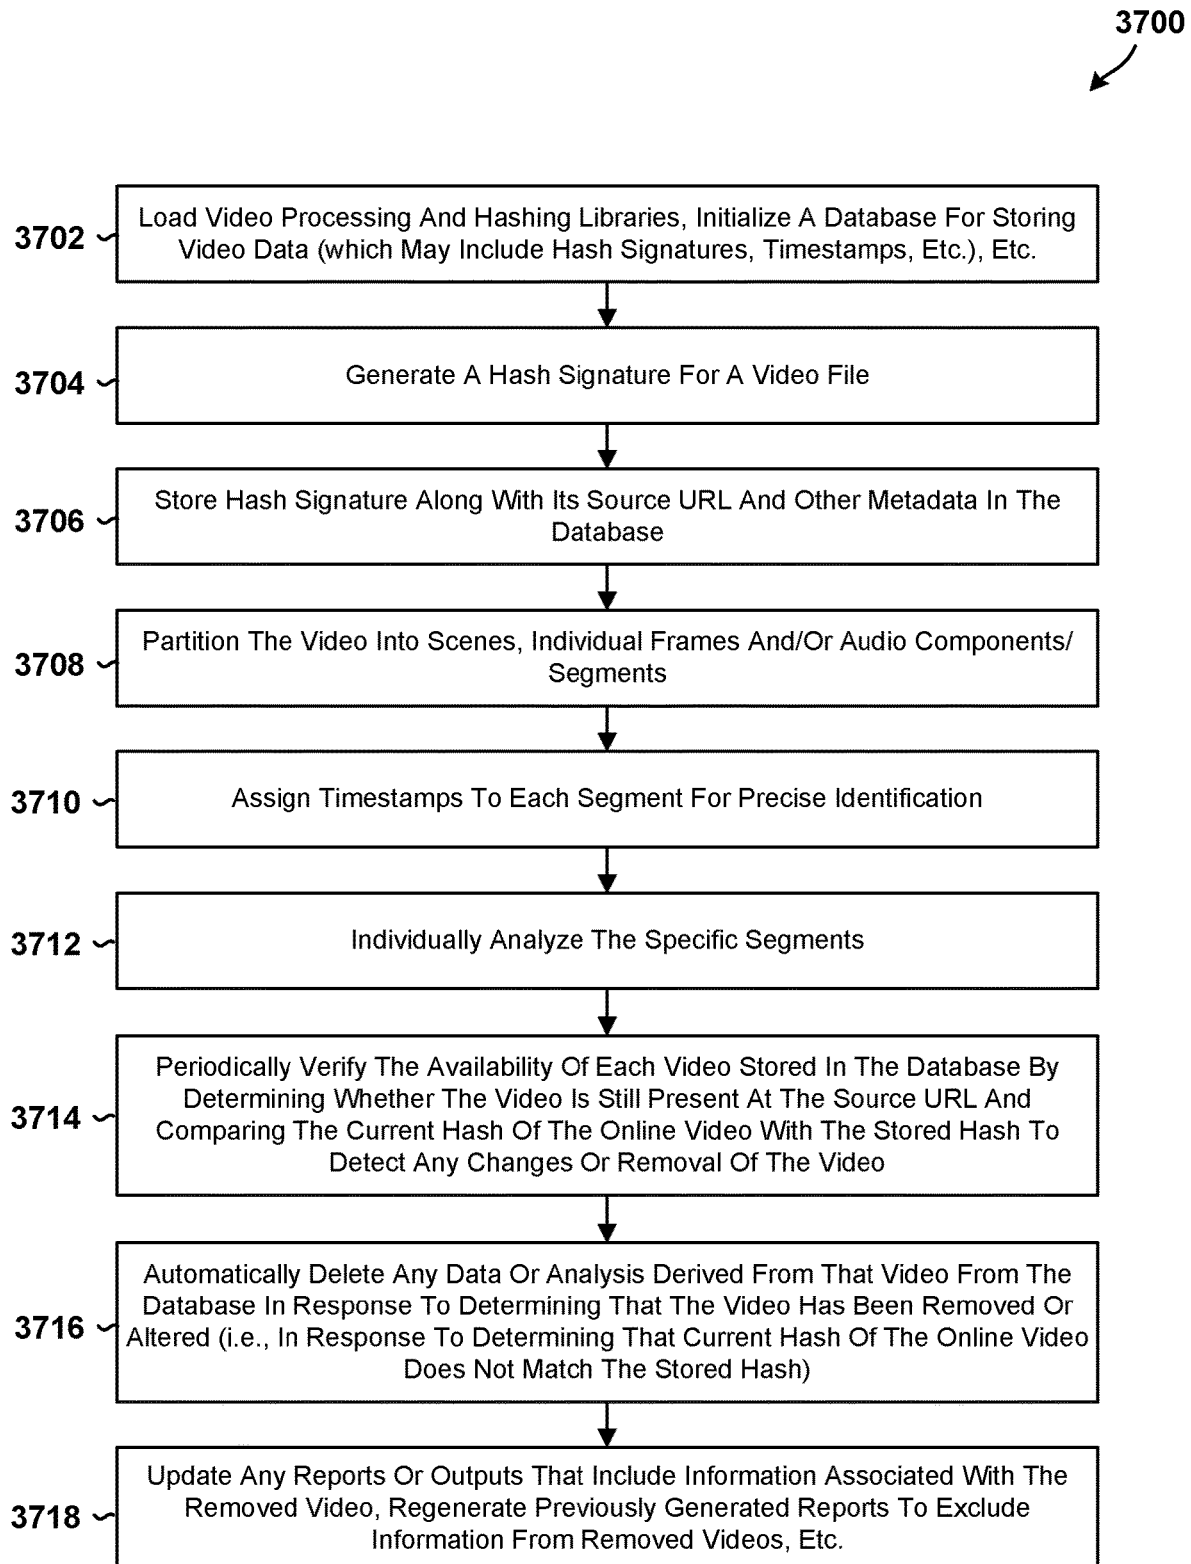 3700
3702
Load Video Processing And Hashing Libraries, Initialize A Database For Storing
Video Data (which May Include Hash Signatures, Timestamps, Etc.), Etc.
3704
Generate A Hash Signature For A Video File
3706
Store Hash Signature Along With Its Source URL And Other Metadata In The
Database
3708
Partition The Video Into Scenes, Individual Frames And/Or Audio Components/
Segments
3710
Assign Timestamps To Each Segment For Precise Identification
3712
Individually Analyze The Specific Segments
3714
Periodically Verify The Availability Of Each Video Stored In The Database By
Determining Whether The Video Is Still Present At The Source URL And
Comparing The Current Hash Of The Online Video With The Stored Hash To
Detect Any Changes Or Removal Of The Video
3716
Automatically Delete Any Data Or Analysis Derived From That Video From The
Database In Response To Determining That The Video Has Been Removed Or
Altered (i.e., In Response To Determining That Current Hash Of The Online Video
Does Not Match The Stored Hash)
3718
Update Any Reports Or Outputs That Include Information Associated With The
Removed Video, Regenerate Previously Generated Reports To Exclude
Information From Removed Videos, Etc.